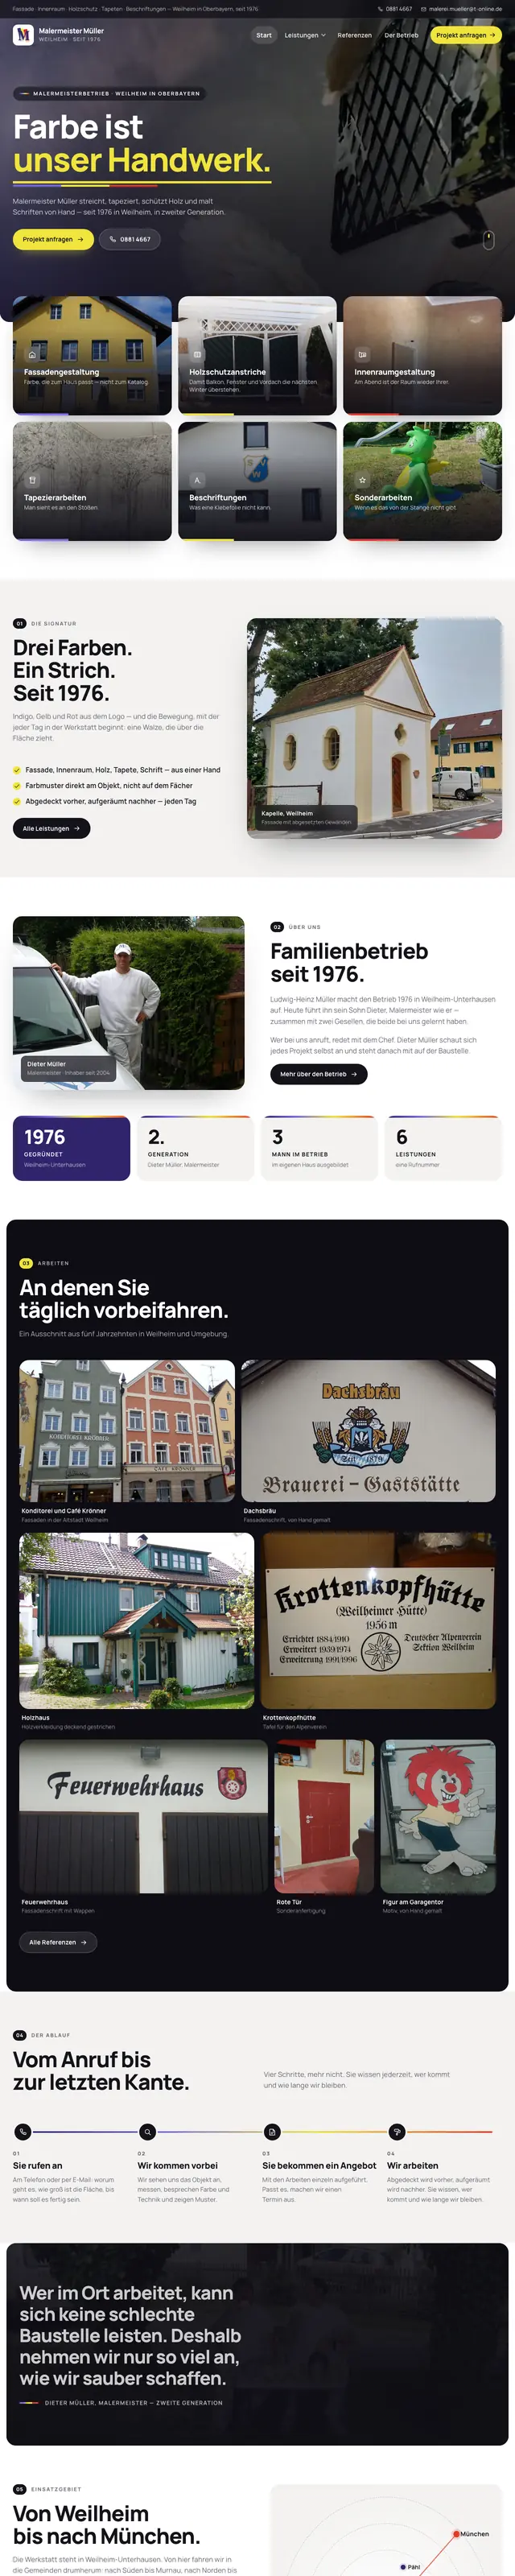 Fassade · Innenraum · Holzschutz · Tapeten · Beschriftungen — Weilheim in Oberbayern, seit 1976
0881 4667
malerei.mueller@t-online.de
Malermeister Müller
WEILHEIM · SEIT 1976
Start
Leistungen
Referenzen
Der Betrieb
Projekt anfragen
MALERMEISTERBETRIEB · WEILHEIM IN OBERBAYERN
Farbe ist
unser Handwerk.
Malermeister Müller streicht, tapeziert, schützt Holz und malt
Schriften von Hand — seit 1976 in Weilheim, in zweiter Generation.
Projekt anfragen
0881 4667
Fassadengestaltung
Farbe, die zum Haus passt — nicht zum Katalog.
Holzschutzanstriche
Damit Balkon, Fenster und Vordach die nächsten
Winter überstehen.
Innenraumgestaltung
Am Abend ist der Raum wieder Ihrer.
Tapezierarbeiten
Man sieht es an den Stößen.
Beschriftungen
Was eine Klebefolie nicht kann.
Sonderarbeiten
Wenn es das von der Stange nicht gibt.
01
DIE SIGNATUR
Drei Farben.
Ein Strich.
Seit 1976.
Indigo, Gelb und Rot aus dem Logo — und die Bewegung, mit der
jeder Tag in der Werkstatt beginnt: eine Walze, die über die
Fläche zieht.
Fassade, Innenraum, Holz, Tapete, Schrift — aus einer Hand
Farbmuster direkt am Objekt, nicht auf dem Fächer
Abgedeckt vorher, aufgeräumt nachher — jeden Tag
Alle Leistungen
Kapelle, Weilheim
Fassade mit abgesetzten Gewänden
Dieter Müller
Malermeister · Inhaber seit 2004
02
ÜBER UNS
Familienbetrieb
seit 1976.
Ludwig-Heinz Müller macht den Betrieb 1976 in Weilheim-Unterhausen
auf. Heute führt ihn sein Sohn Dieter, Malermeister wie er —
zusammen mit zwei Gesellen, die beide bei uns gelernt haben.
Wer bei uns anruft, redet mit dem Chef. Dieter Müller schaut sich
jedes Projekt selbst an und steht danach mit auf der Baustelle.
Mehr über den Betrieb
1976
GEGRÜNDET
Weilheim-Unterhausen
2.
GENERATION
Dieter Müller, Malermeister
3
MANN IM BETRIEB
im eigenen Haus ausgebildet
6
LEISTUNGEN
eine Rufnummer
03
ARBEITEN
An denen Sie
täglich vorbeifahren.
Ein Ausschnitt aus fünf Jahrzehnten in Weilheim und Umgebung.
KONDITOREI KRÖNNER
CAFE KRÖNNER
Dachsbräu
Seit 1879
Brauerei – Gaststätte
Konditorei und Café Krönner
Fassaden in der Altstadt Weilheim
Dachsbräu
Fassadenschrift, von Hand gemalt
Krottenkopfhütte
(Weilheimer Hütte)
1956 m
Errichtet 1884/1910
Erweitert 1930/1974
Erweiterung 1991/1996
Deutscher Alpenverein
Sektion Weilheim
Holzhaus
Holzverkleidung deckend gestrichen
Krottenkopfhütte
Tafel für den Alpenverein
Feuerwehrhaus
Feuerwehrhaus
Fassadenschrift mit Wappen
Rote Tür
Sonderanfertigung
Figur am Garagentor
Motiv, von Hand gemalt
Alle Referenzen
04
DER ABLAUF
Vom Anruf bis
zur letzten Kante.
Vier Schritte, mehr nicht. Sie wissen jederzeit, wer kommt
und wie lange wir bleiben.
01
Sie rufen an
Am Telefon oder per E-Mail: worum
geht es, wie groß ist die Fläche, bis
wann soll es fertig sein.
02
Wir kommen vorbei
Wir sehen uns das Objekt an,
messen, besprechen Farbe und
Technik und zeigen Muster.
03
Sie bekommen ein Angebot
Mit den Arbeiten einzeln aufgeführt.
Passt es, machen wir einen
Termin aus.
04
Wir arbeiten
Abgedeckt wird vorher, aufgeräumt
wird nachher. Sie wissen, wer
kommt und wie lange wir bleiben.
Wer im Ort arbeitet, kann
sich keine schlechte
Baustelle leisten. Deshalb
nehmen wir nur so viel an,
wie wir sauber schaffen.
DIETER MÜLLER, MALERMEISTER — ZWEITE GENERATION
05
EINSATZGEBIET
Von Weilheim
bis nach München.
Die Werkstatt steht in Weilheim-Unterhausen. Von hier fahren wir in
die Gemeinden drumherum: nach Süden bis Murnau, nach Norden bis
München
Pähl